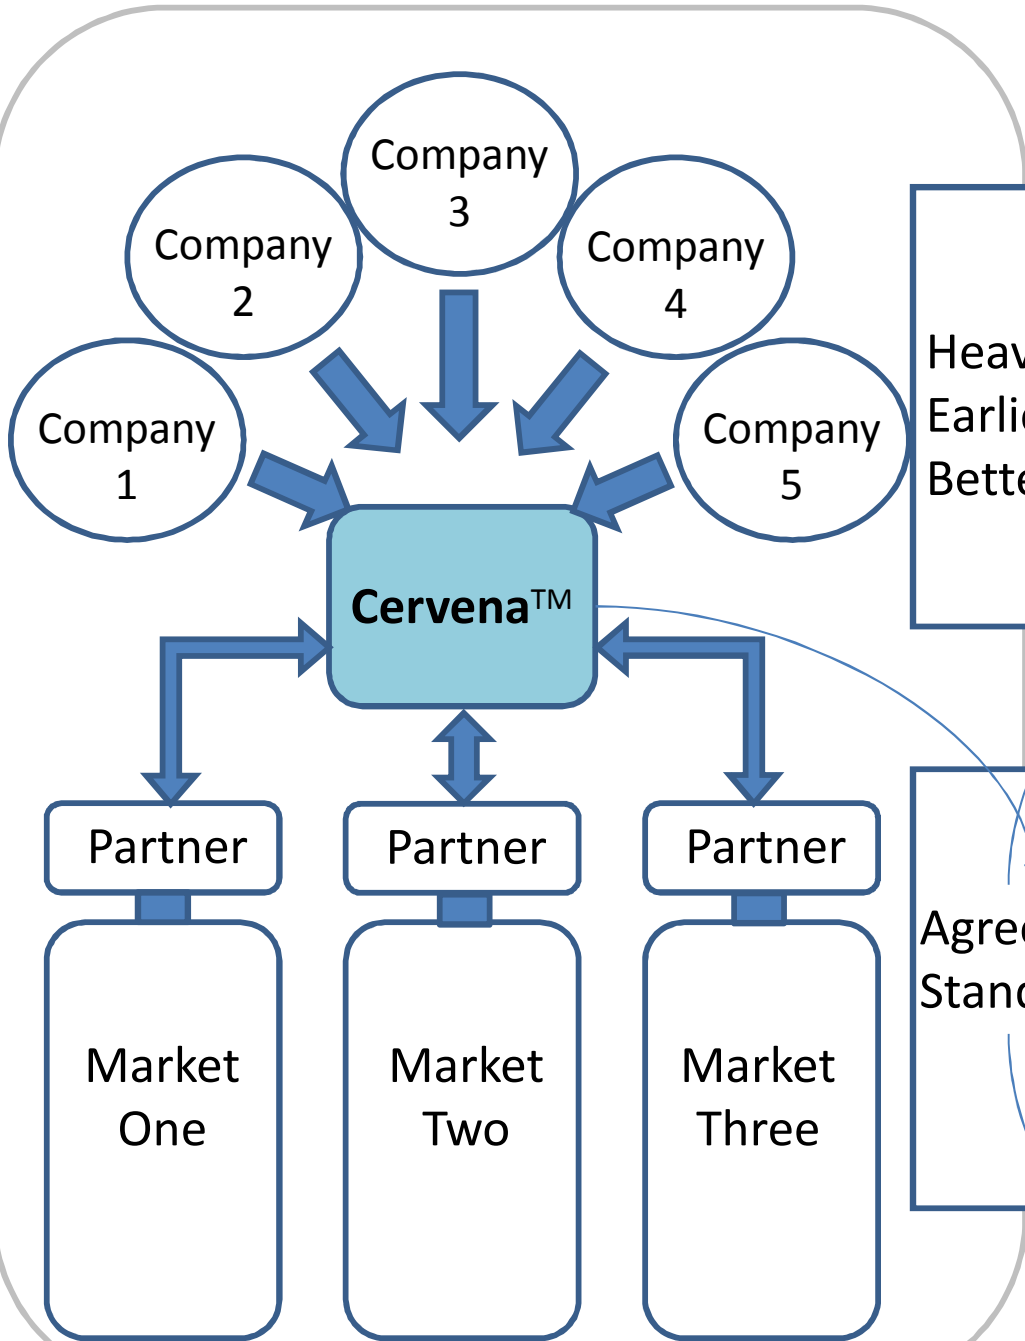 Company
3
Company
2
Company
4
Company
1
Company
5
Cervena™
Partner
Partner
Partner
Market
One
Market
Two
Market
Three